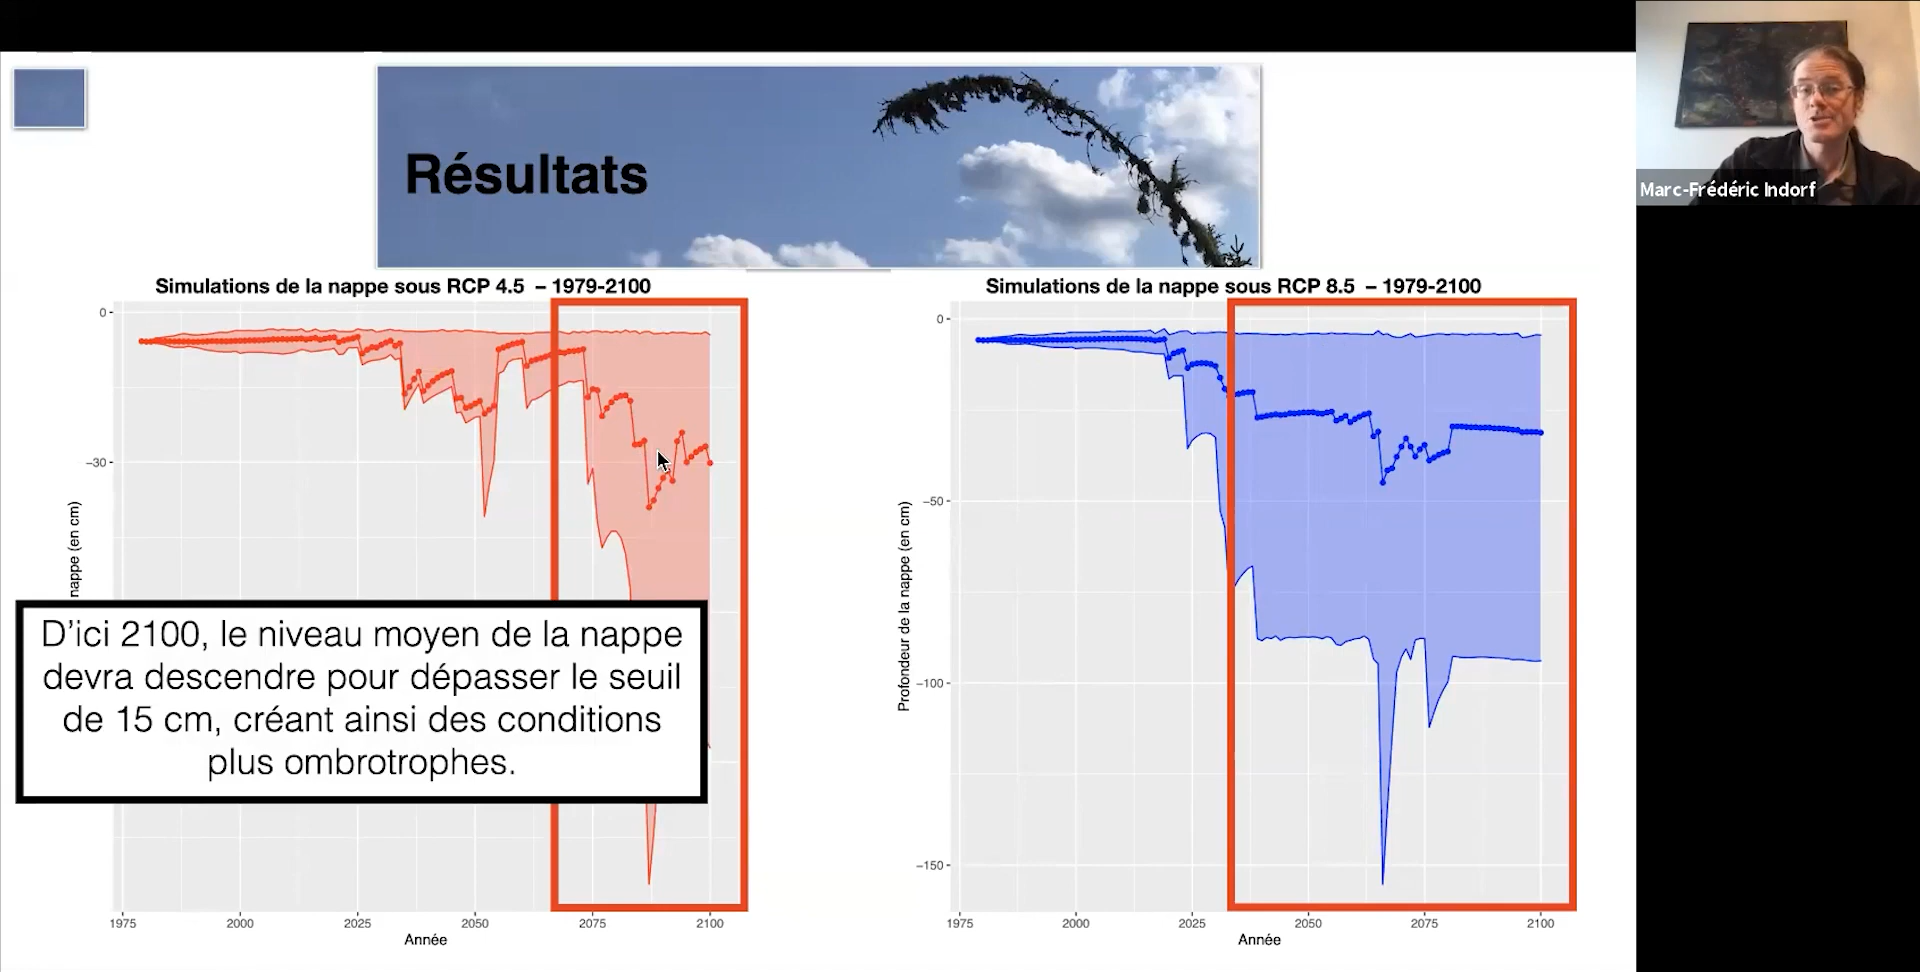 Résultats
Marc-Frédéric Indorf
Simulations de la nappe sous RCP 4.5 – 1979-2100
0
−30
nappe (en cm)
1975 2000 2025 2050 2075 2100
Année
D'ici 2100, le niveau moyen de la nappe
devra descendre pour dépasser le seuil
de 15 cm, créant ainsi des conditions
plus ombrotrophes.
Simulations de la nappe sous RCP 8.5 – 1979-2100
0
−50
−100
−150
Profondeur de la nappe (en cm)
1975 2000 2025 2050 2075 2100
Année